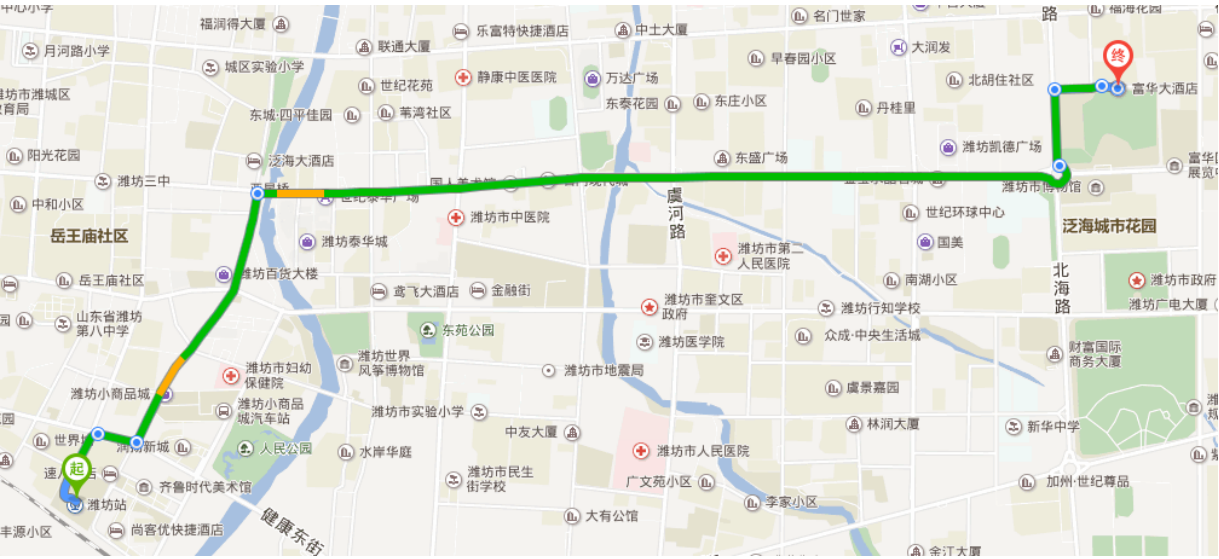 中心小学
福润得大厦
乐富特快捷酒店
中土大厦
名门世家
路
福海花园
月河路小学
联通大厦
大润发
终
城区实验小学
静康中医医院
万达广场
早春园小区
北胡住社区
富华大酒店
潍坊市潍城区
教育局
世纪花苑
东城·四平佳园
苇湾社区
东泰花园
东庄小区
丹桂里
阳光花园
泛海大酒店
东盛广场
潍坊凯德广场
富华国
展览中
潍坊三中
潍坊市博物馆
中和小区
潍坊市中医院
虞河路
世纪环球中心
泛海城市花园
岳王庙社区
潍坊泰华城
潍坊市第二
人民医院
国美
岳王庙社区
潍坊百货大楼
鸢飞大酒店
金融街
南湖小区
北海路
潍坊市政府
山东省潍坊
第八中学
东苑公园
潍坊市奎文区
政府
潍坊行知学校
潍坊广电大厦
园
潍坊医学院
众成·中央生活城
潍坊世界
风筝博物馆
潍坊市妇幼
保健院
潍坊市地震局
财富国际
商务大厦
潍坊小商品城
虞景嘉园
潍坊小商品
城汽车站
潍坊市实验小学
中友大厦
林润大厦
新华中学
人民公园
水岸华庭
潍坊市人民医院
起
齐鲁时代美术馆
潍坊市民生
街学校
广文苑小区
加州·世纪尊品
潍坊站
李家小区
丰源小区
尚客优快捷酒店
健康东街
大有公馆
金江大厦